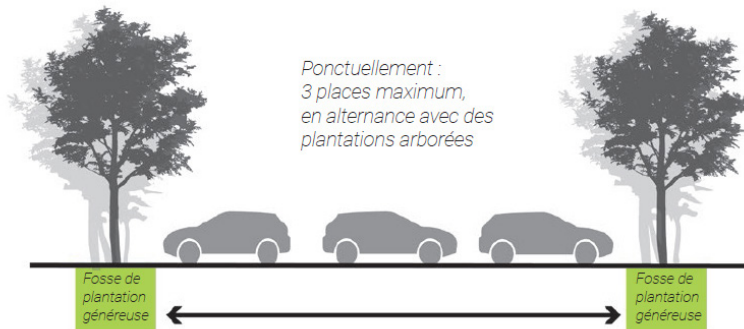 Ponctuellement :
3 places maximum,
en alternance avec des
plantations arborées
Fosse de
plantation
généreuse
Fosse de
plantation
généreuse